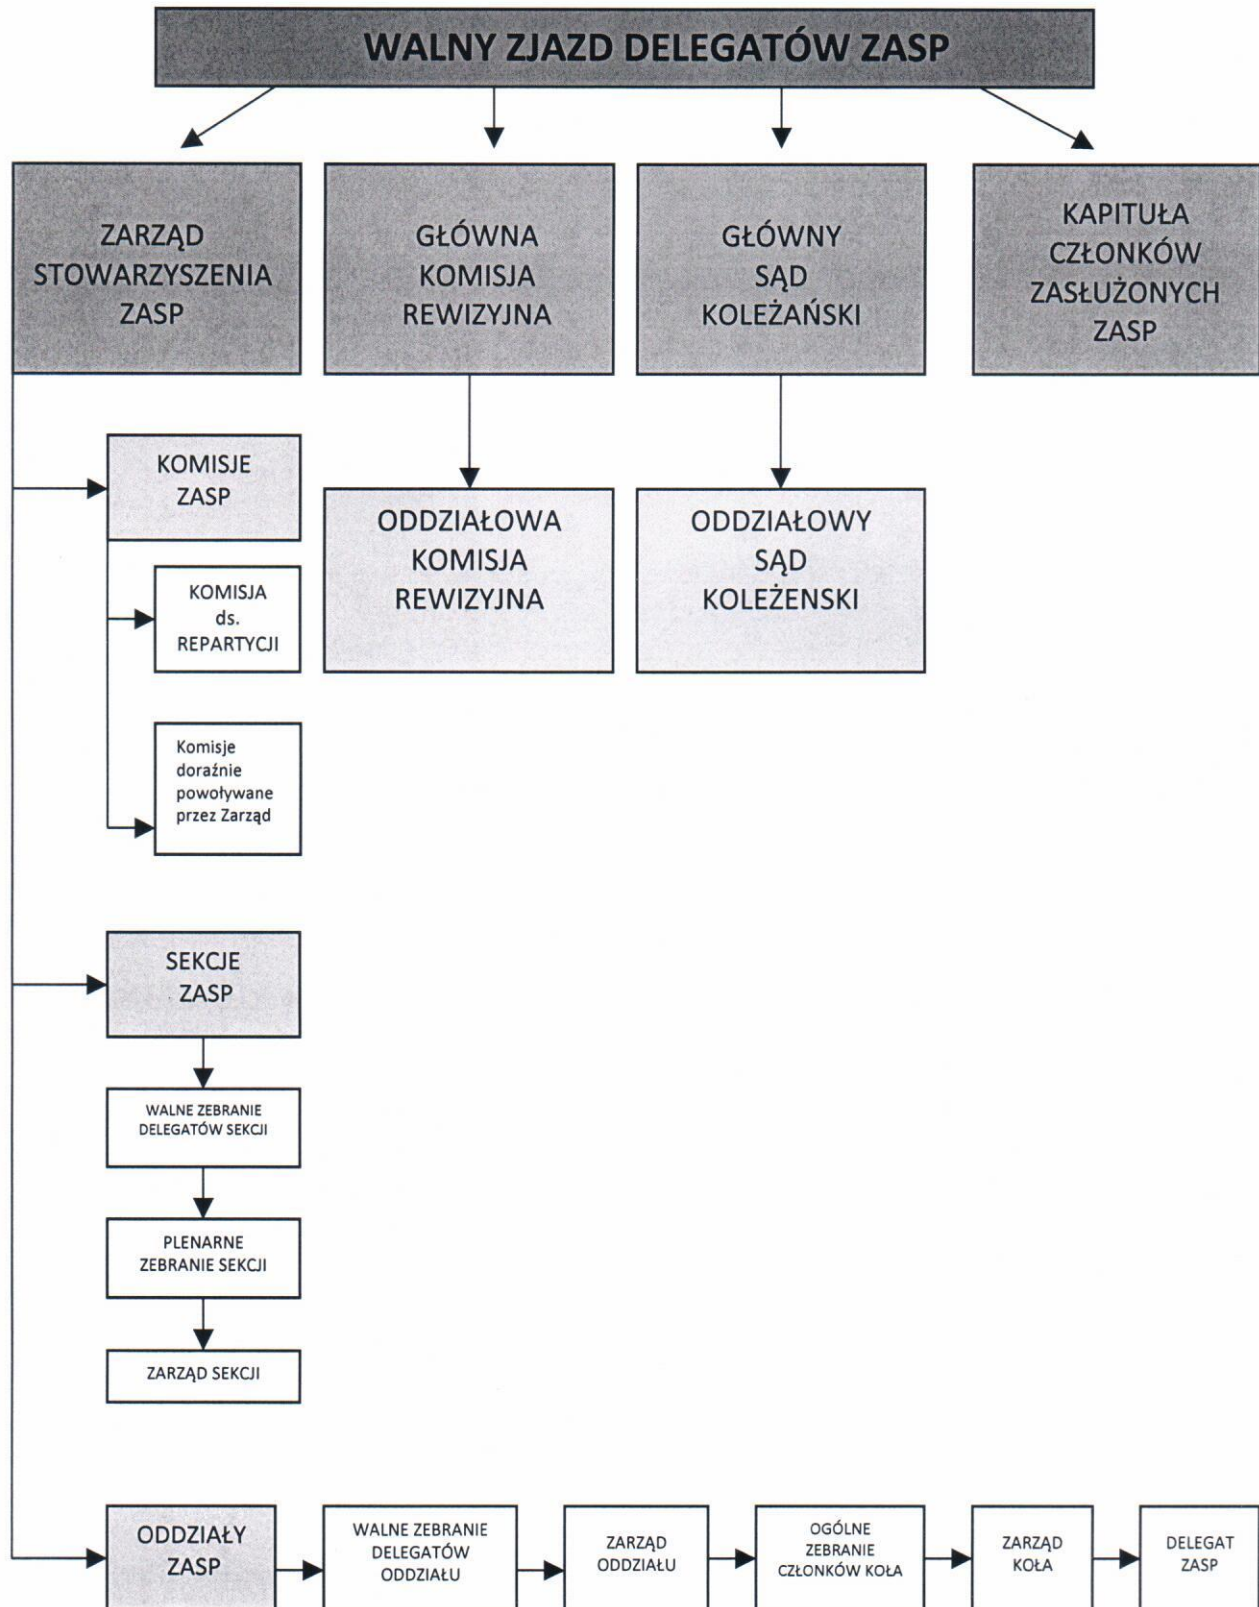 WALNY ZJAZD DELEGATÓW ZASP
ZARZĄD
STOWARZYSZENIA
ZASP
GŁÓWNA
KOMISJA
REWIZYJNA
GŁÓWNY
SĄD
KOLEŻAŃSKI
KAPITUŁA
CZŁONKÓW
ZASŁUŻONYCH
ZASP
KOMISJE
ZASP
ODDZIAŁOWA
KOMISJA
REWIZYJNA
ODDZIAŁOWY
SĄD
KOLEŻENSKI
KOMISJA
ds.
REPARTYCJI
Komisje
doraźnie
powoływane
przez Zarząd
SEKCJE
ZASP
WALNE ZEBRANIE
DELEGATÓW SEKCJI
PLENARNE
ZEBRANIE SEKCJI
ZARZĄD SEKCJI
ODDZIAŁY
ZASP
WALNE ZEBRANIE
DELEGATÓW
ODDZIAŁU
ZARZĄD
ODDZIAŁU
OGÓLNE
ZEBRANIE
CZŁONKÓW KOŁA
ZARZĄD
KOŁA
DELEGAT
ZASP